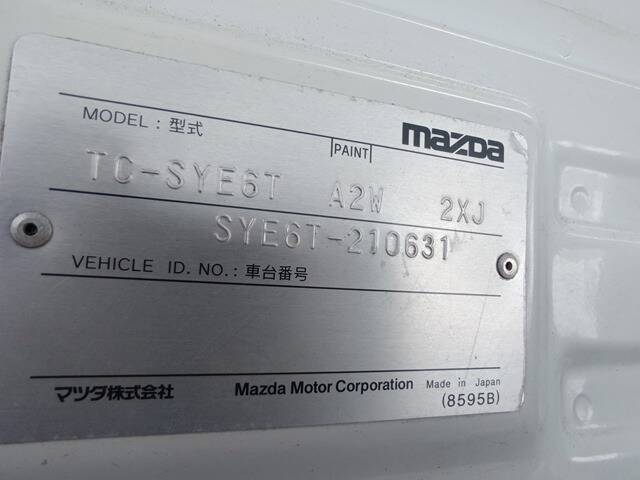 MODEL : 型式
PAINT
mazda
TC-SYE6T A2W 2XJ
SYE6T-210631
VEHICLE ID. NO. : 車台番号
マツダ株式会社 Mazda Motor Corporation Made in Japan
(8595B)